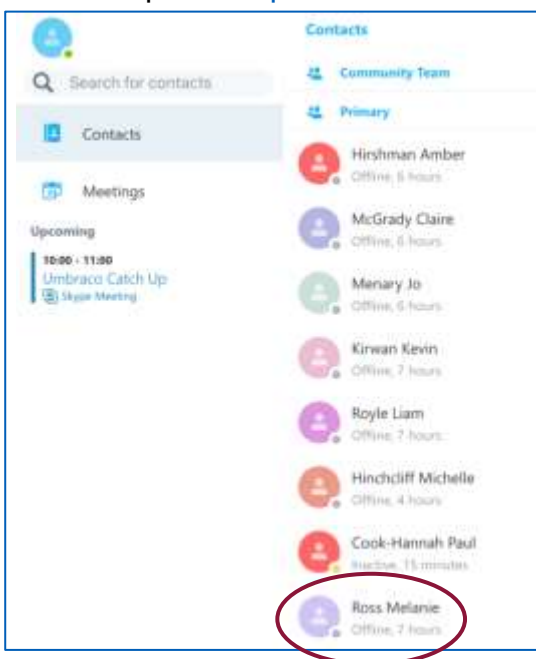 Search for contacts
Contacts
Meetings
Upcoming
10:00 - 11:00
Umbraco Catch Up
Skype Meeting
Contacts
Community Team
Primary
Hirshman Amber
Offline, 6 hours
McGrady Claire
Offline, 6 hours
Menary Jo
Offline, 6 hours
Kirwan Kevin
Offline, 7 hours
Royle Liam
Offline, 7 hours
Hinchcliff Michelle
Offline, 4 hours
Cook-Hannah Paul
Inactive, 15 minutes
Ross Melanie
Offline, 7 hours